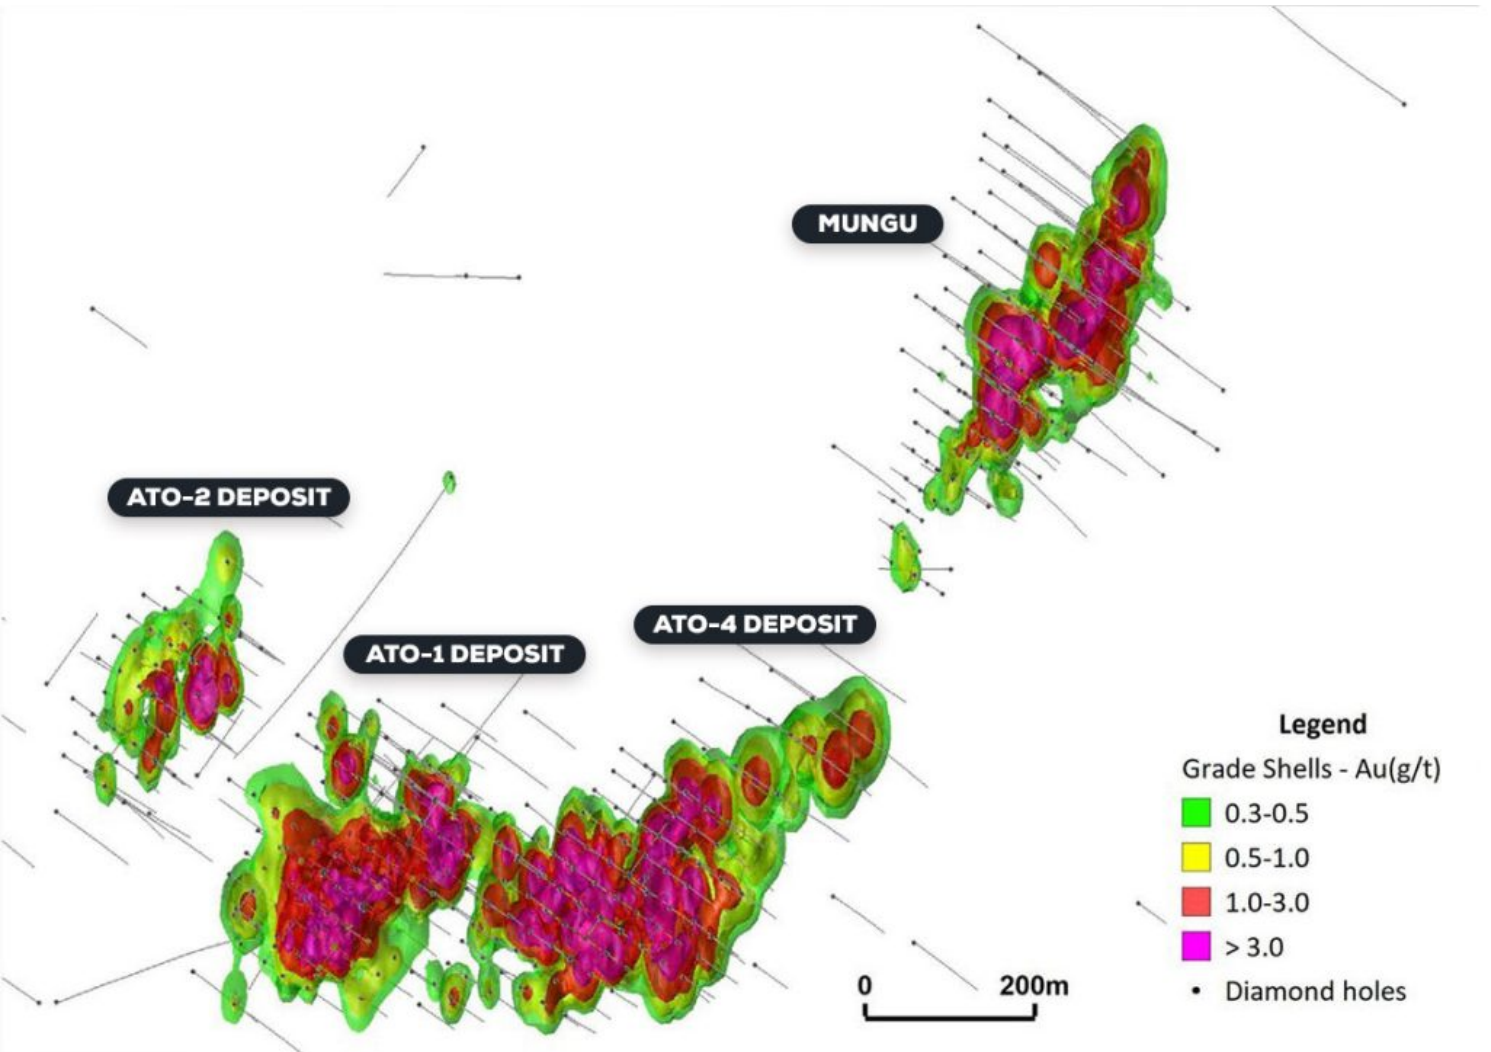 MUNGU
ATO-2 DEPOSIT
ATO-4 DEPOSIT
ATO-1 DEPOSIT
Legend
Grade Shells - Au(g/t)
0.3-0.5
0.5-1.0
1.0-3.0
> 3.0
Diamond holes
0 200m